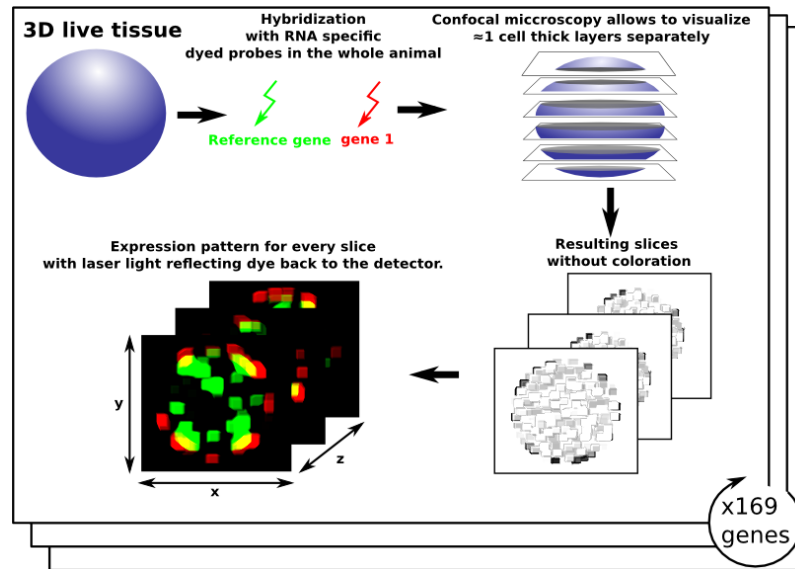 3D live tissue
Hybridization
with RNA specific
dyed probes in the whole animal
Reference gene
gene 1
Confocal miccroscopy allows to visualize
≈1 cell thick layers separately
Resulting slices
without coloration
Expression pattern for every slice
with laser light reflecting dye back to the detector.
y
x
z
x169
genes